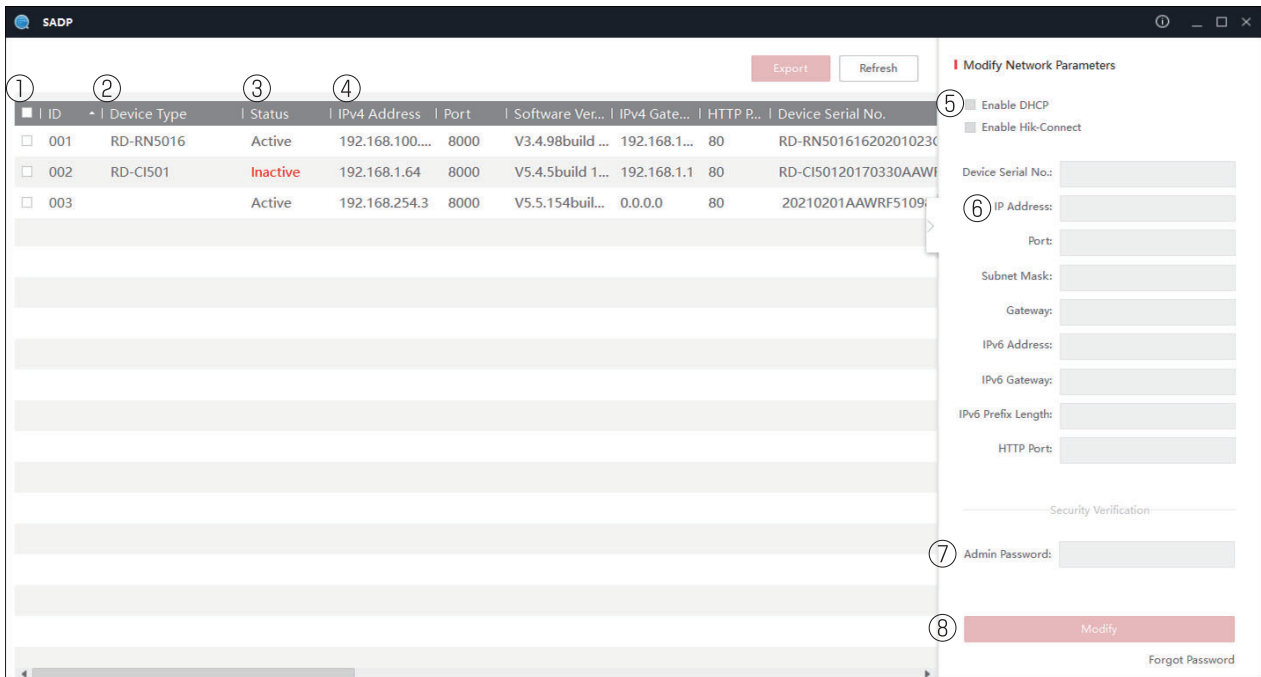 SADP
Export Refresh
① ② ③ ④
ID Device Type Status IPv4 Address Port Software Ver... IPv4 Gate... HTTP P... Device Serial No.
001 RD-RN5016 Active 192.168.100.... 8000 V3.4.98build ... 192.168.1... 80 RD-RN50161620201023
002 RD-CI501 Inactive 192.168.1.64 8000 V5.4.5build 1... 192.168.1.1 80 RD-CI50120170330AAW
003 Active 192.168.254.3 8000 V5.5.154buil... 0.0.0.0 80 20210201AAWRF5109
Modify Network Parameters
⑤ Enable DHCP
Enable Hik-Connect
Device Serial No.:
⑥ IP Address:
Port:
Subnet Mask:
Gateway:
IPv6 Address:
IPv6 Gateway:
IPv6 Prefix Length:
HTTP Port:
Security Verification
⑦ Admin Password:
⑧ Modify
Forgot Password